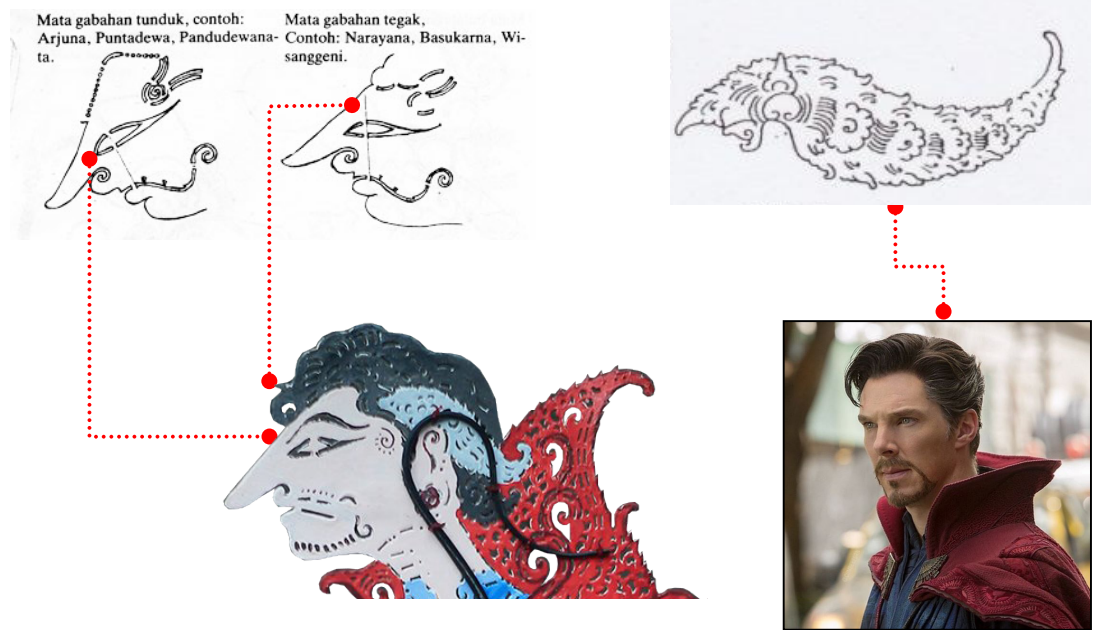 Mata gabahan tunduk, contoh:
Arjuna, Puntadewa, Pandudewana-
ta.
Mata gabahan tegak,
Contoh: Narayana, Basukarna, Wi-
sanggeni.